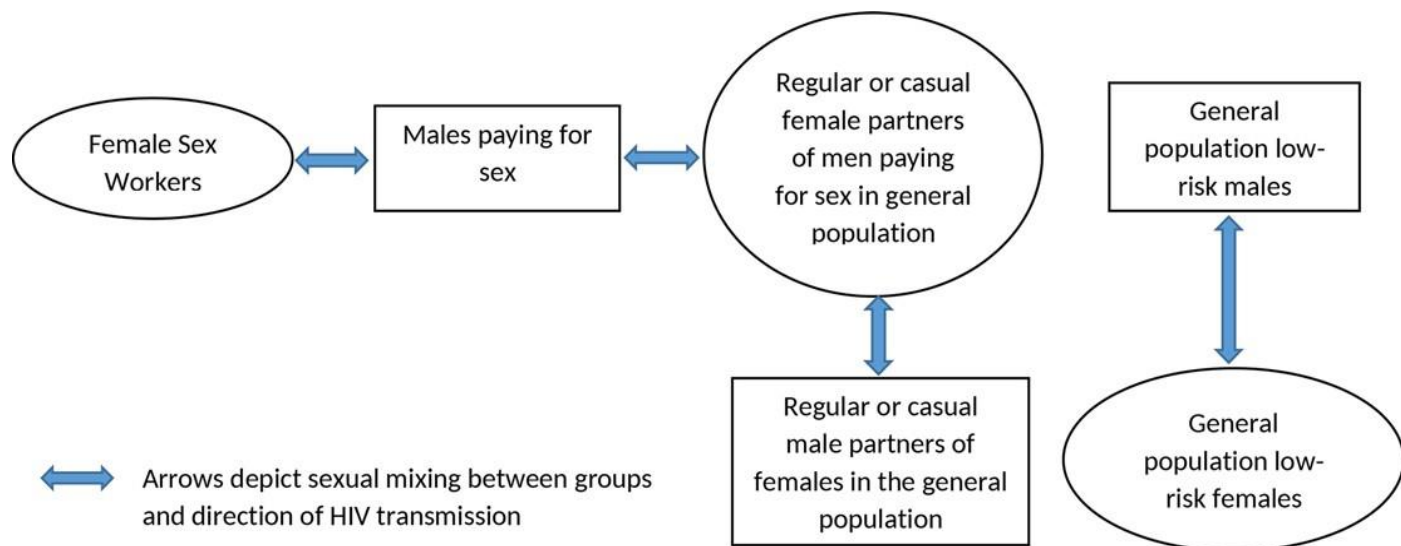 Female Sex
Workers
Males paying for
sex
Regular or casual
female partners
of men paying
for sex in general
population
General
population low-
risk males
Regular or casual
male partners of
females in the general
population
General
population low-
risk females
Arrows depict sexual mixing between groups
and direction of HIV transmission